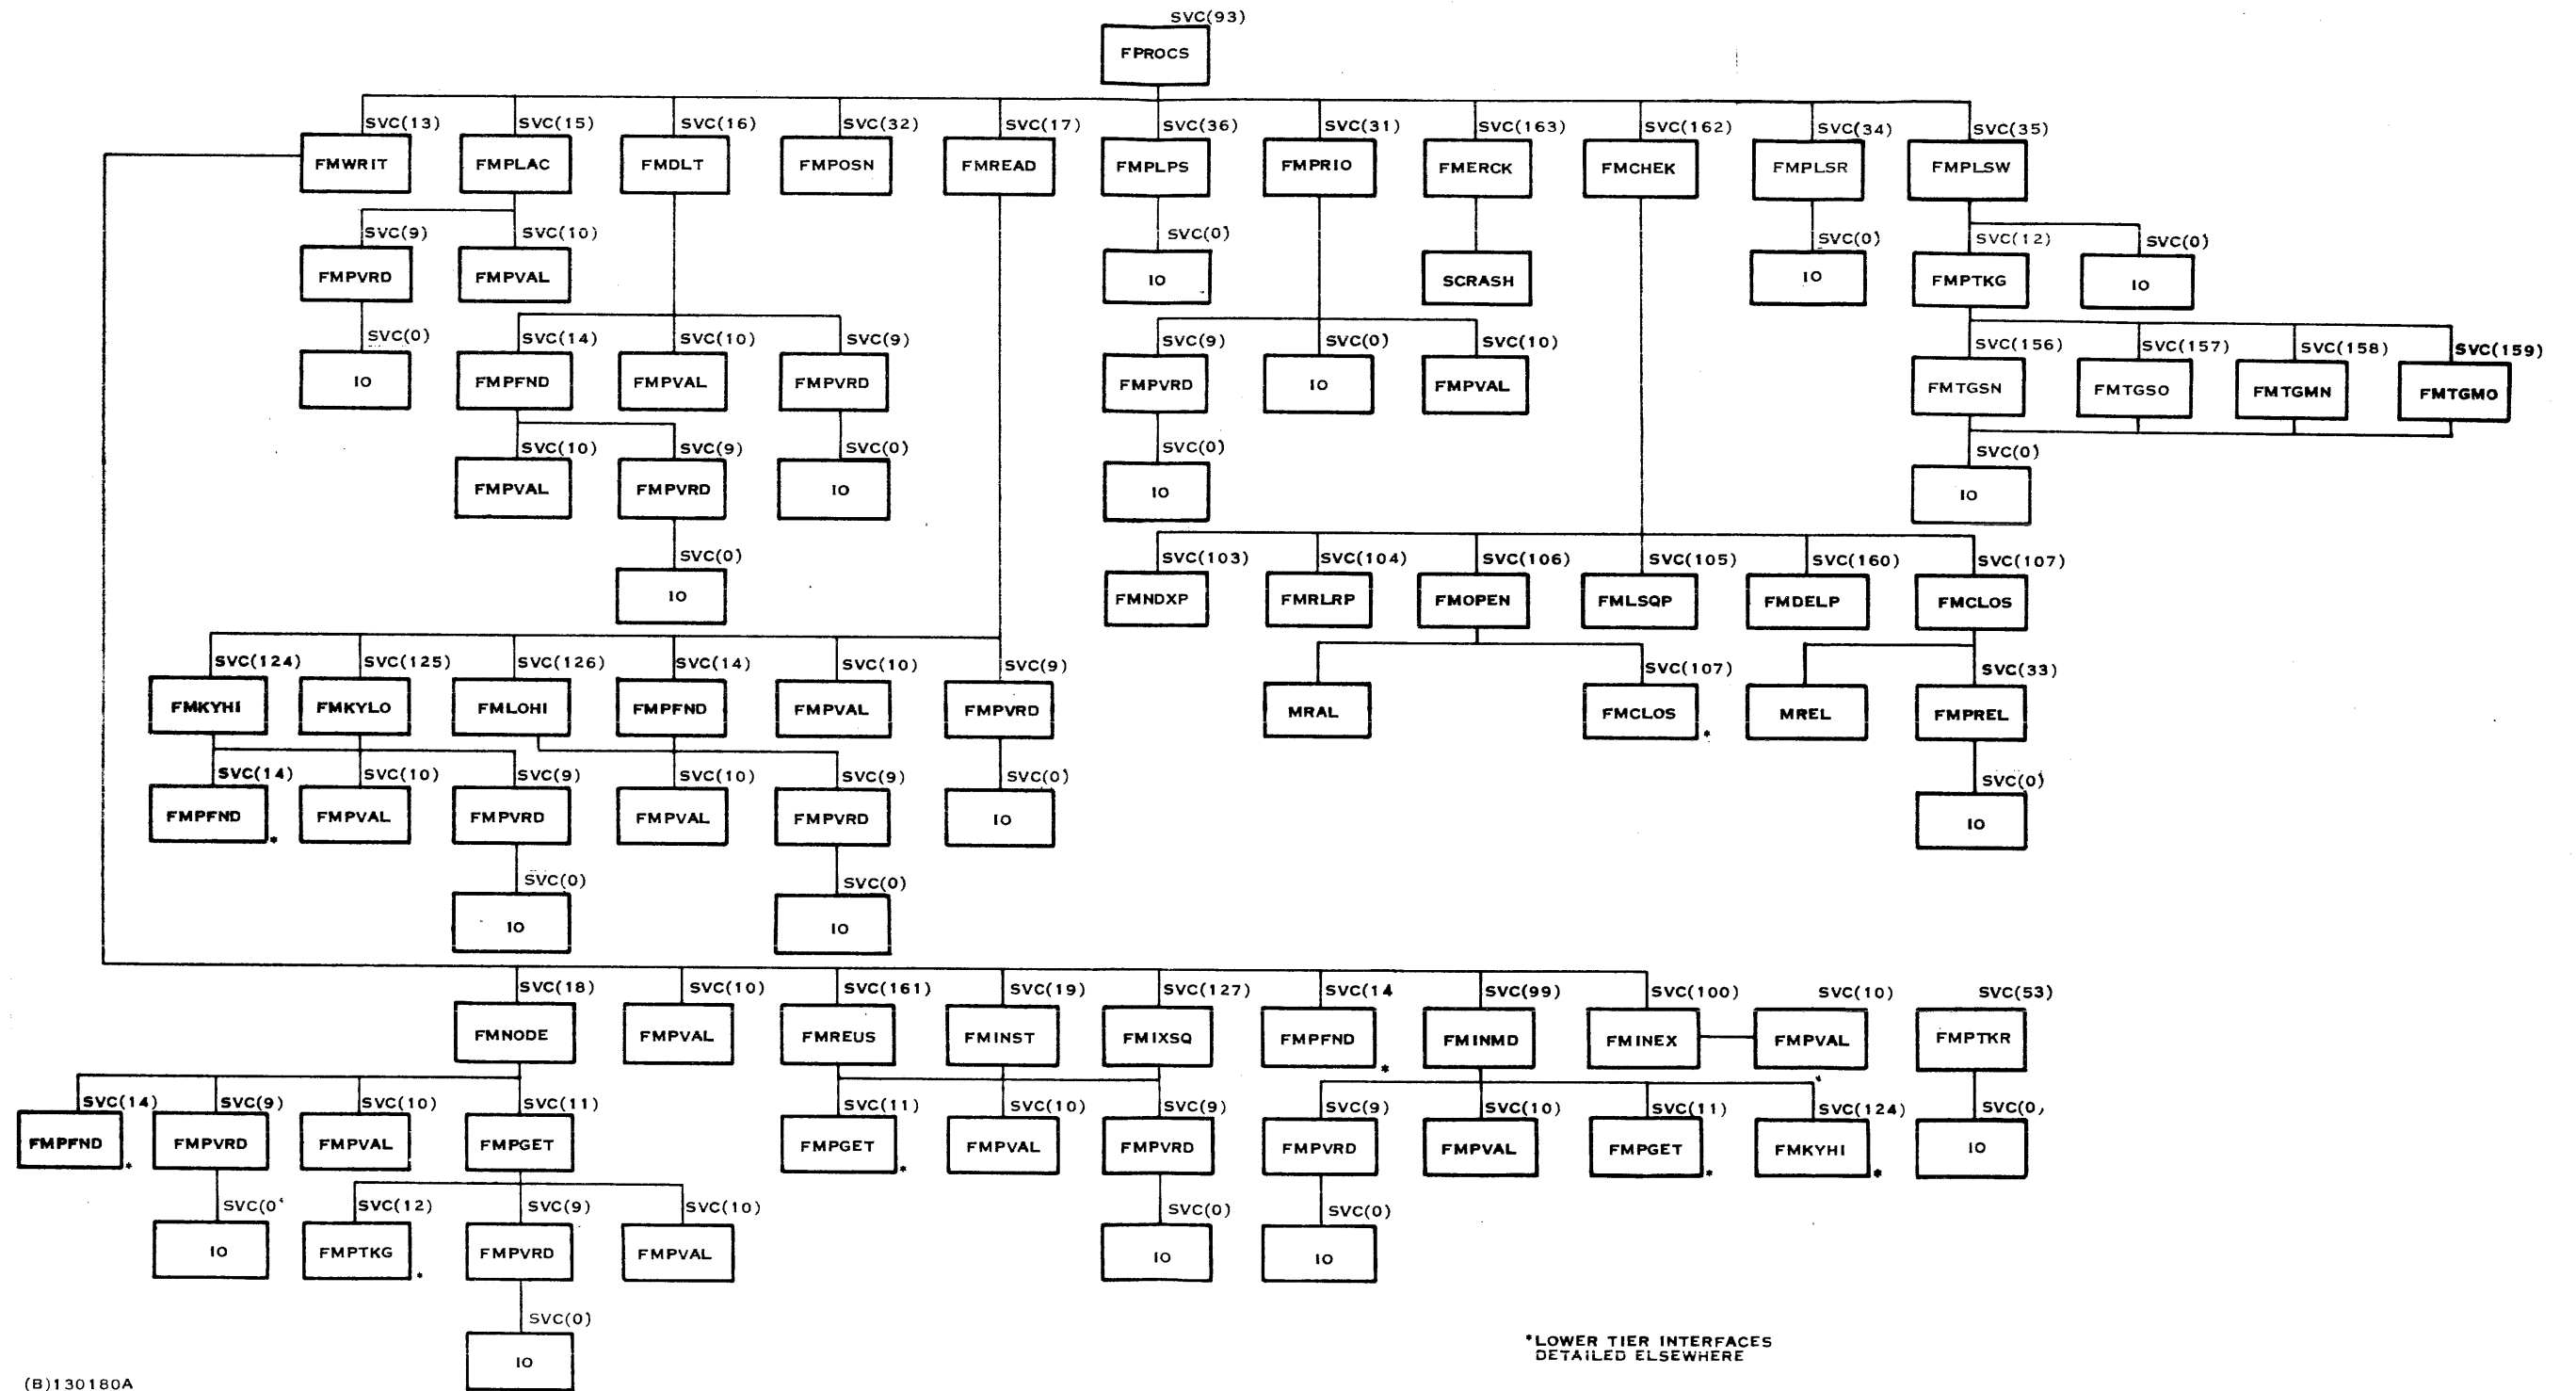 SVC(93)
FPROCS
SVC(13) SVC(15) SVC(16) SVC(32) SVC(17) SVC(36) SVC(31) SVC(163) SVC(162) SVC(34) SVC(35)
FMWRIT FMPLAC FMDLT FMPOSN FMREAD FMPLPS FMPRIO FMERCK FMCHEK FMPLSR FMPLSW
SVC(9) SVC(10) SVC(0) SVC(0) SVC(12) SVC(0)
FMPVRD FMPVAL IO SCRASH IO FMPTKG IO
SVC(0) SVC(14) SVC(10) SVC(9) SVC(9) SVC(0) SVC(10) SVC(156) SVC(157) SVC(158) SVC(159)
IO FMPFND FMPVAL FMPVRD FMPVRD IO FMPVAL FMTGSN FMTGSO FMTGMN FMTGMO
SVC(10) SVC(9) SVC(0) SVC(0) SVC(0)
FMPVAL FMPVRD IO IO IO
SVC(0) SVC(103) SVC(104) SVC(106) SVC(105) SVC(160) SVC(107)
IO FMNDXP FMRLRP FMOPEN FMLSQP FMDELP FMCLOS
SVC(124) SVC(125) SVC(126) SVC(14) SVC(10) SVC(9) SVC(107) SVC(33)
FMKYHI FMKYLO FMLOHI FMPFND FMPVAL FMPVRD MRAL FMCLOS * MREL FMPREL
SVC(14) SVC(10) SVC(9) SVC(10) SVC(9) SVC(0) SVC(0)
FMPFND * FMPVAL FMPVRD FMPVAL FMPVRD IO IO
SVC(0) SVC(0)
IO IO
SVC(18) SVC(10) SVC(161) SVC(19) SVC(127) SVC(14 SVC(99) SVC(100) SVC(10) SVC(53)
FMNODE FMPVAL FMREUS FMINST FMIXSQ FMPFND * FMINMD FMINEX FMPVAL * FMPTKR
SVC(14) SVC(9) SVC(10) SVC(11) SVC(11) SVC(10) SVC(9) SVC(9) SVC(10) SVC(11) SVC(124) SVC(0,
FMPFND * FMPVRD FMPVAL FMPGET FMPGET * FMPVAL FMPVRD FMPVRD FMPVAL FMPGET * FMKYHI * IO
SVC(0 SVC(12) SVC(9) SVC(10) SVC(0) SVC(0)
IO FMPTKG * FMPVRD FMPVAL IO IO
SVC(0)
IO
*LOWER TIER INTERFACES
DETAILED ELSEWHERE
(B)130180A